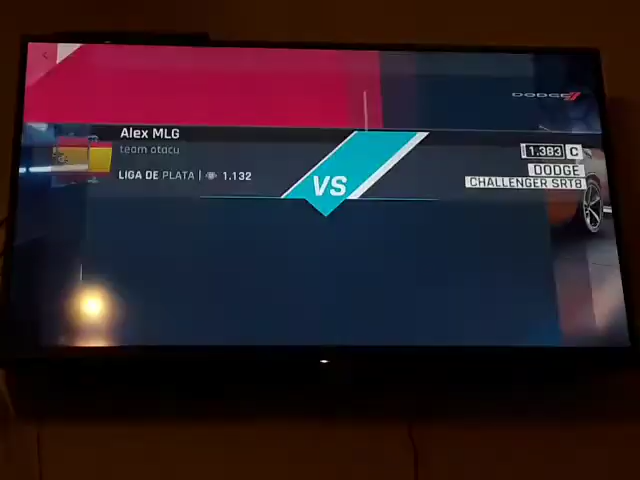 DODGE
Alex MLG
team otacu
LIGA DE PLATA | 1.132
VS
1.383 C
DODGE
CHALLENGER SRT8